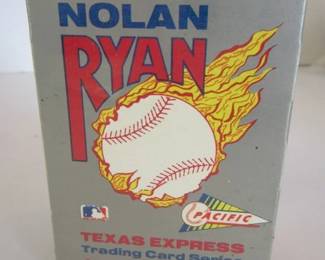 NOLAN
RYAN
PACIFIC
TEXAS EXPRESS
Trading Card Series